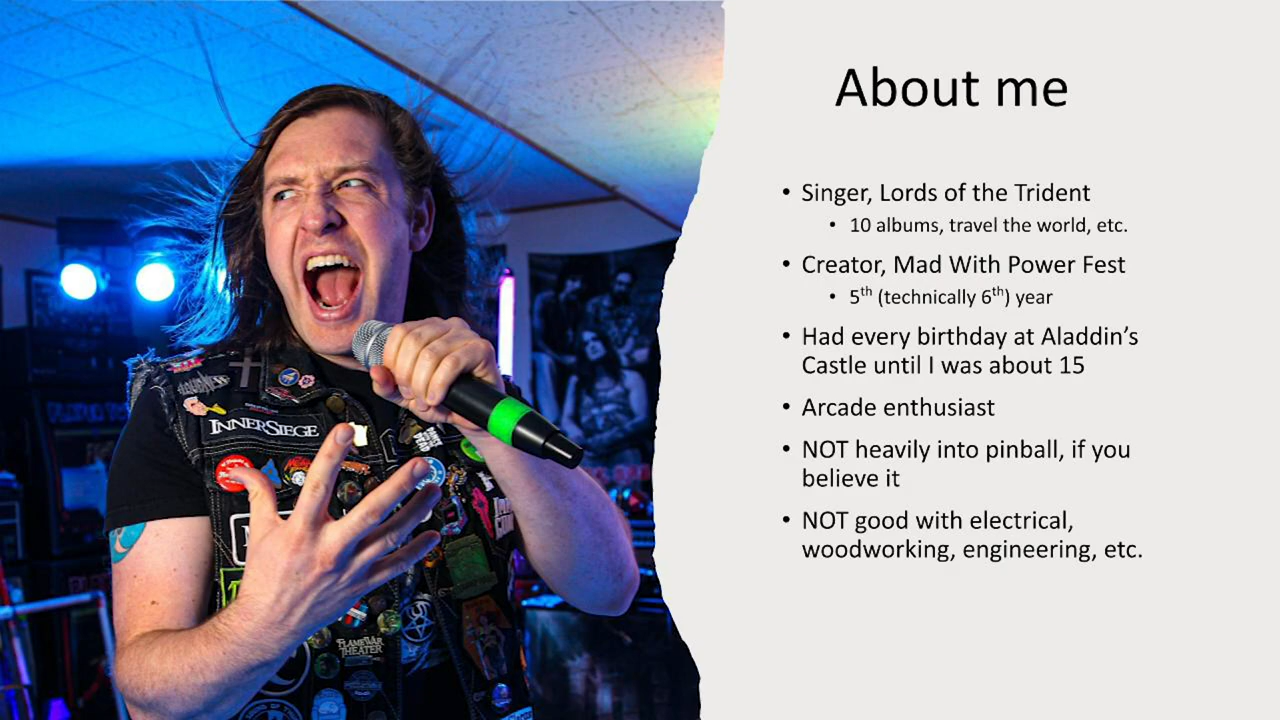 About me
• Singer, Lords of the Trident
• 10 albums, travel the world, etc.
• Creator, Mad With Power Fest
• 5th (technically 6th) year
• Had every birthday at Aladdin's
Castle until I was about 15
• Arcade enthusiast
• NOT heavily into pinball, if you
believe it
• NOT good with electrical,
woodworking, engineering, etc.
INNERSIEGE
FLAMEWAR
THEATER